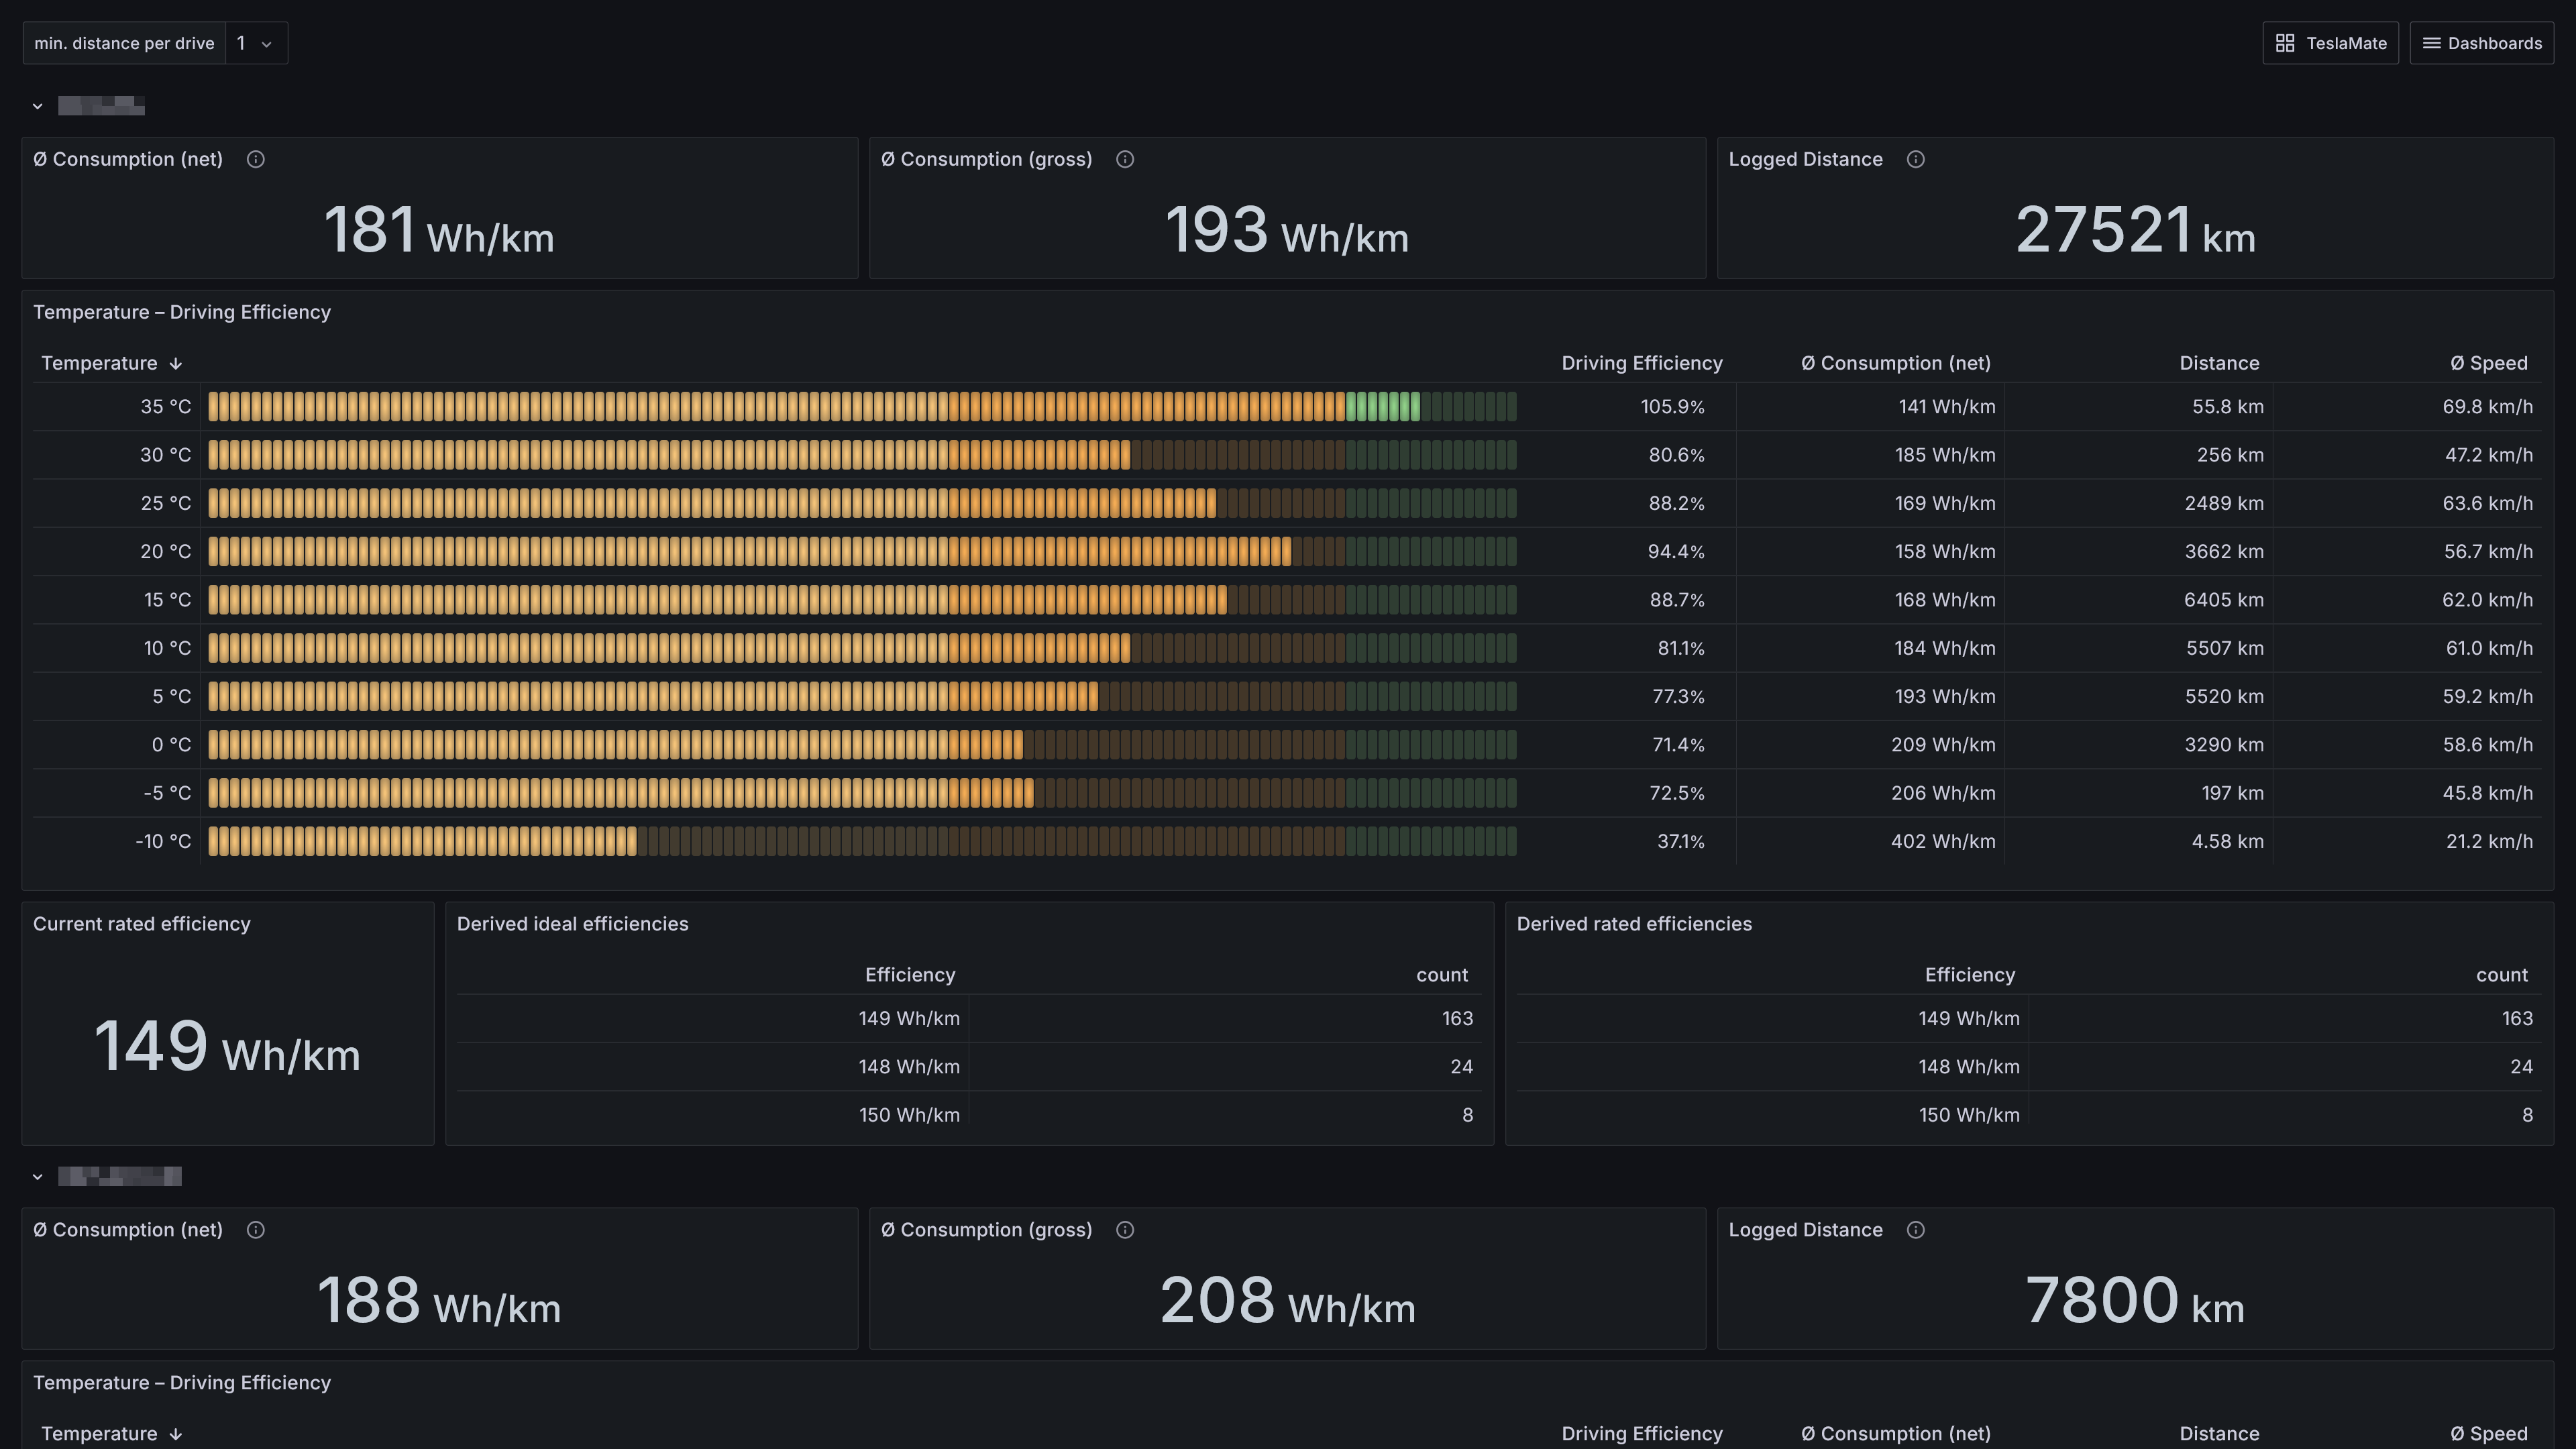 min. distance per drive 1 TeslaMate Dashboards
Ø Consumption (net) Ø Consumption (gross) Logged Distance
181 Wh/km 193 Wh/km 27521 km
Temperature – Driving Efficiency
Temperature Driving Efficiency Ø Consumption (net) Distance Ø Speed
35 °C 105.9% 141 Wh/km 55.8 km 69.8 km/h
30 °C 80.6% 185 Wh/km 256 km 47.2 km/h
25 °C 88.2% 169 Wh/km 2489 km 63.6 km/h
20 °C 94.4% 158 Wh/km 3662 km 56.7 km/h
15 °C 88.7% 168 Wh/km 6405 km 62.0 km/h
10 °C 81.1% 184 Wh/km 5507 km 61.0 km/h
5 °C 77.3% 193 Wh/km 5520 km 59.2 km/h
0 °C 71.4% 209 Wh/km 3290 km 58.6 km/h
-5 °C 72.5% 206 Wh/km 197 km 45.8 km/h
-10 °C 37.1% 402 Wh/km 4.58 km 21.2 km/h
Current rated efficiency Derived ideal efficiencies Derived rated efficiencies
Efficiency count Efficiency count
149 Wh/km
149 Wh/km 163 149 Wh/km 163
148 Wh/km 24 148 Wh/km 24
150 Wh/km 8 150 Wh/km 8
Ø Consumption (net) Ø Consumption (gross) Logged Distance
188 Wh/km 208 Wh/km 7800 km
Temperature – Driving Efficiency
Temperature Driving Efficiency Ø Consumption (net) Distance Ø Speed